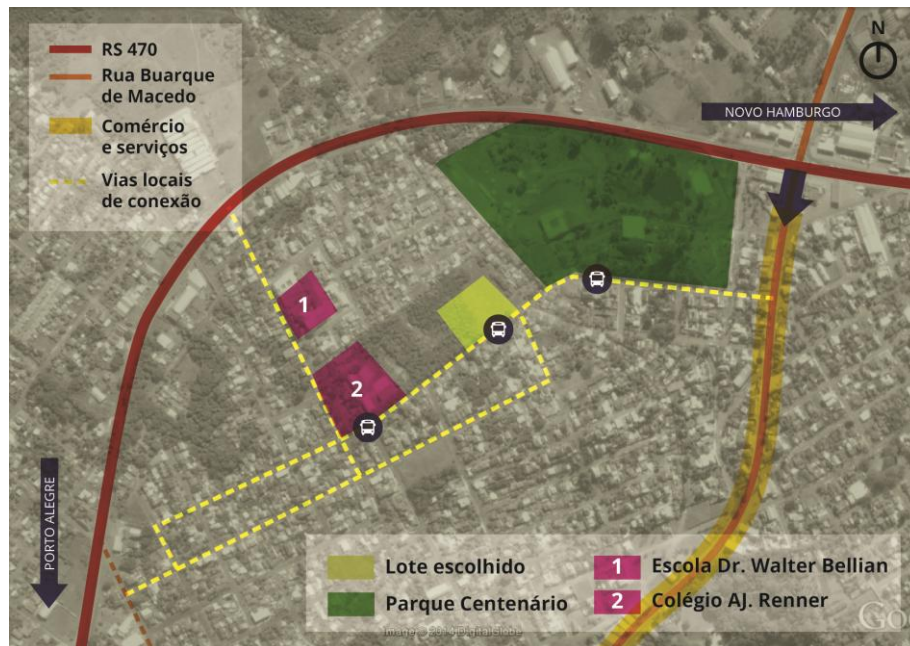 RS 470
Rua Buarque
de Macedo
Comércio
e serviços
Vias locais
de conexão
N
NOVO HAMBURGO
1
2
PORTO ALEGRE
Lote escolhido
Parque Centenário
1 Escola Dr. Walter Bellian
2 Colégio AJ. Renner
Go